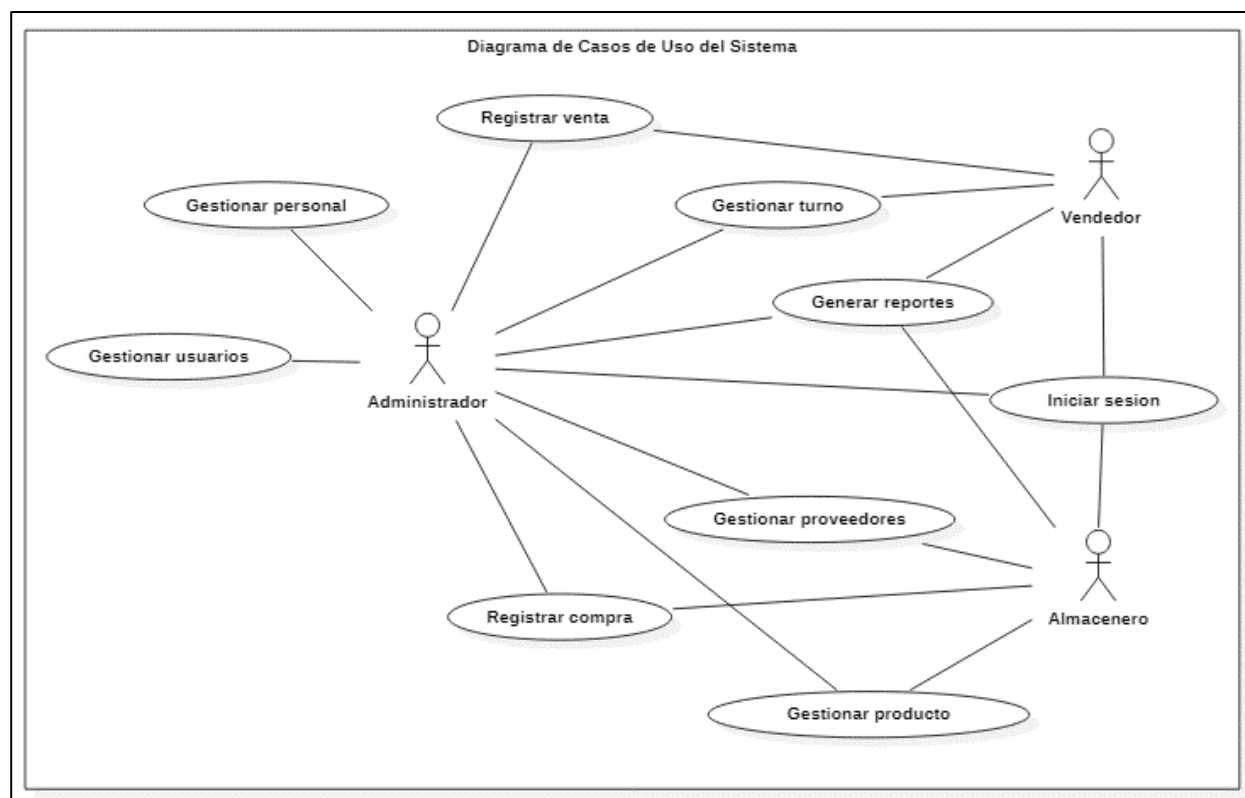 Diagrama de Casos de Uso del Sistema
Registrar venta
Gestionar personal
Gestionar turno
Vendedor
Generar reportes
Gestionar usuarios
Administrador
Iniciar sesion
Gestionar proveedores
Registrar compra
Almacenero
Gestionar producto